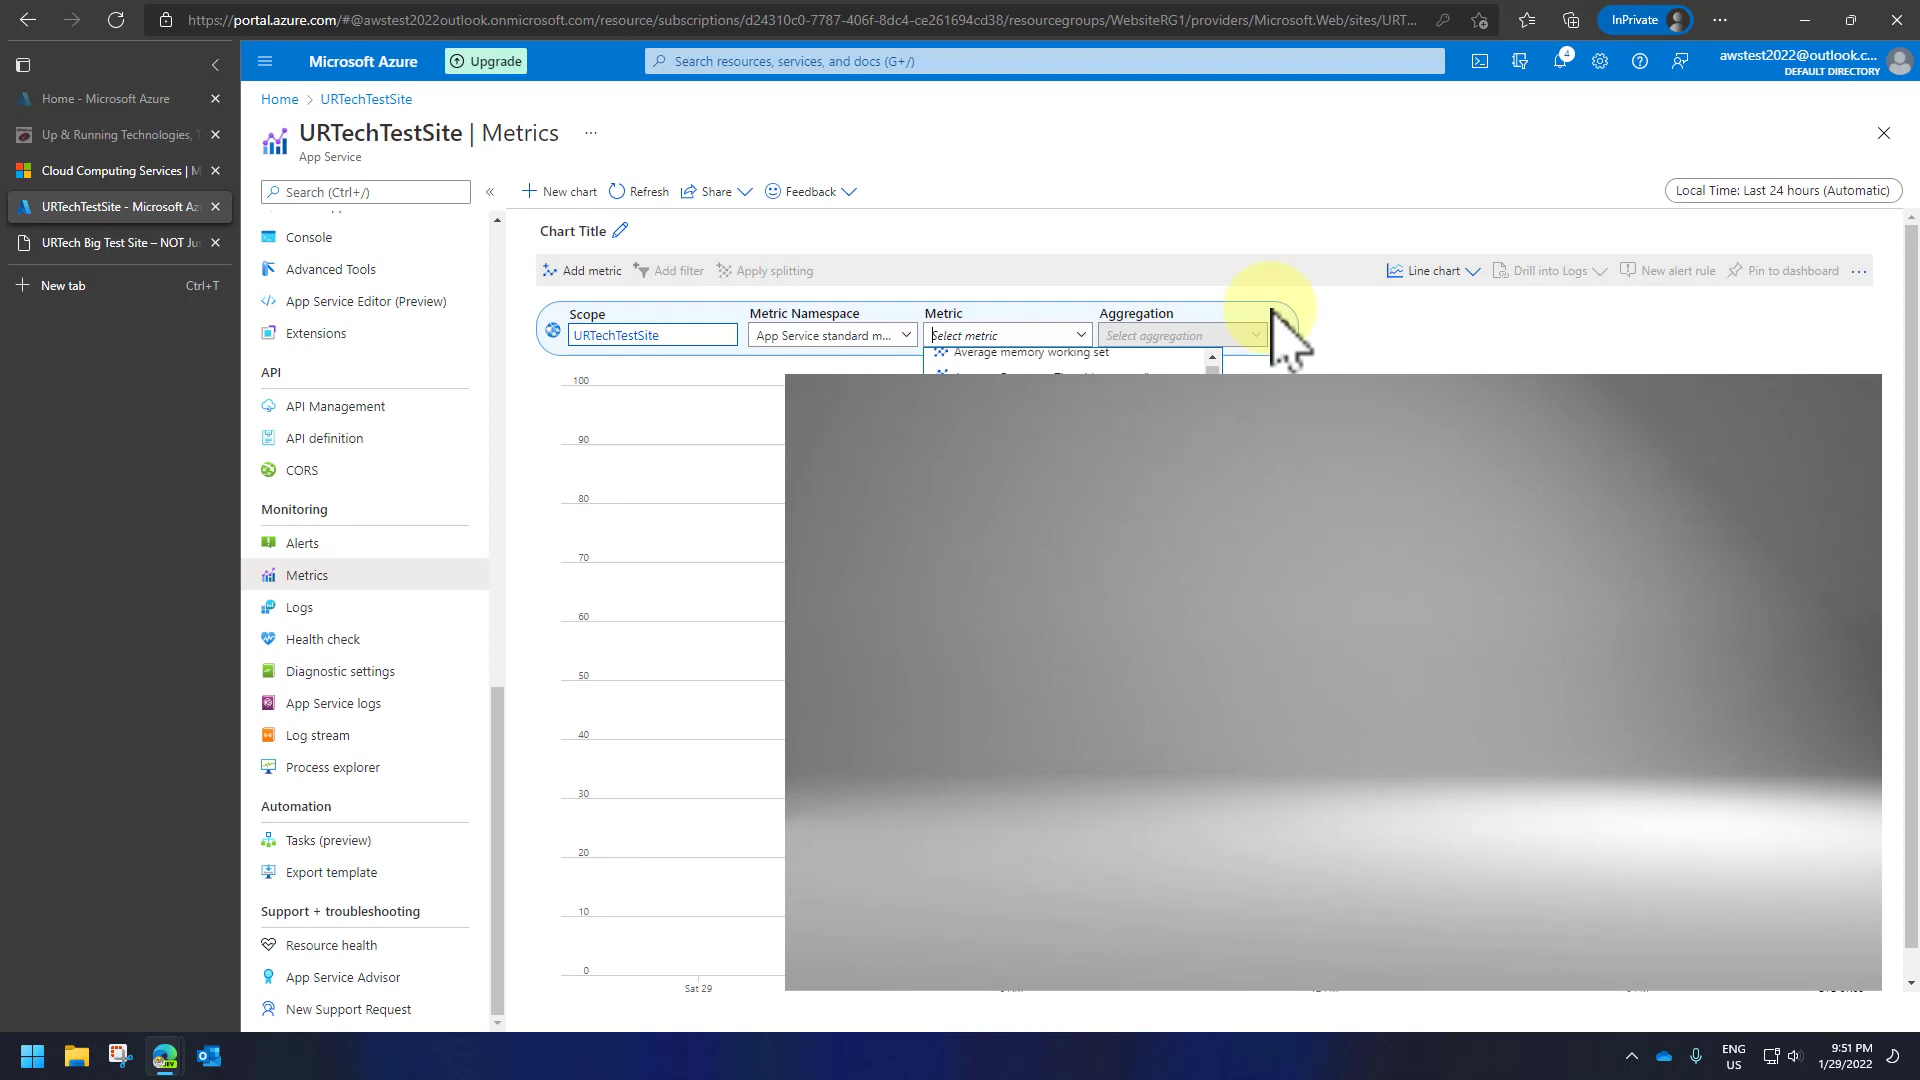 https://portal.azure.com/#@awstest2022outlook.onmicrosoft.com/resource/subscriptions/d24310c0-7787-406f-8dc4-ce261694cd38/resourcegroups/WebsiteRG1/providers/Microsoft.Web/sites/URT...
InPrivate
Home - Microsoft Azure
Up & Running Technologies, T
Cloud Computing Services | M
URTechTestSite - Microsoft Az
URTech Big Test Site – NOT Ju
New tab
Ctrl+T
Microsoft Azure
Upgrade
Search resources, services, and docs (G+/)
4
awstest2022@outlook.c...
DEFAULT DIRECTORY
Home > URTechTestSite
URTechTestSite | Metrics
...
App Service
Search (Ctrl+/)
«
New chart
Refresh
Share
Feedback
Local Time: Last 24 hours (Automatic)
Console
Advanced Tools
App Service Editor (Preview)
Extensions
API
API Management
API definition
CORS
Monitoring
Alerts
Metrics
Logs
Health check
Diagnostic settings
App Service logs
Log stream
Process explorer
Automation
Tasks (preview)
Export template
Support + troubleshooting
Resource health
App Service Advisor
New Support Request
Chart Title
Add metric
Add filter
Apply splitting
Line chart
Drill into Logs
New alert rule
Pin to dashboard
...
Scope
URTechTestSite
Metric Namespace
App Service standard m...
Metric
Select metric
Aggregation
Select aggregation
Average memory working set
100
90
80
70
60
50
40
30
20
10
0
Sat 29
ENG
US
9:51 PM
1/29/2022